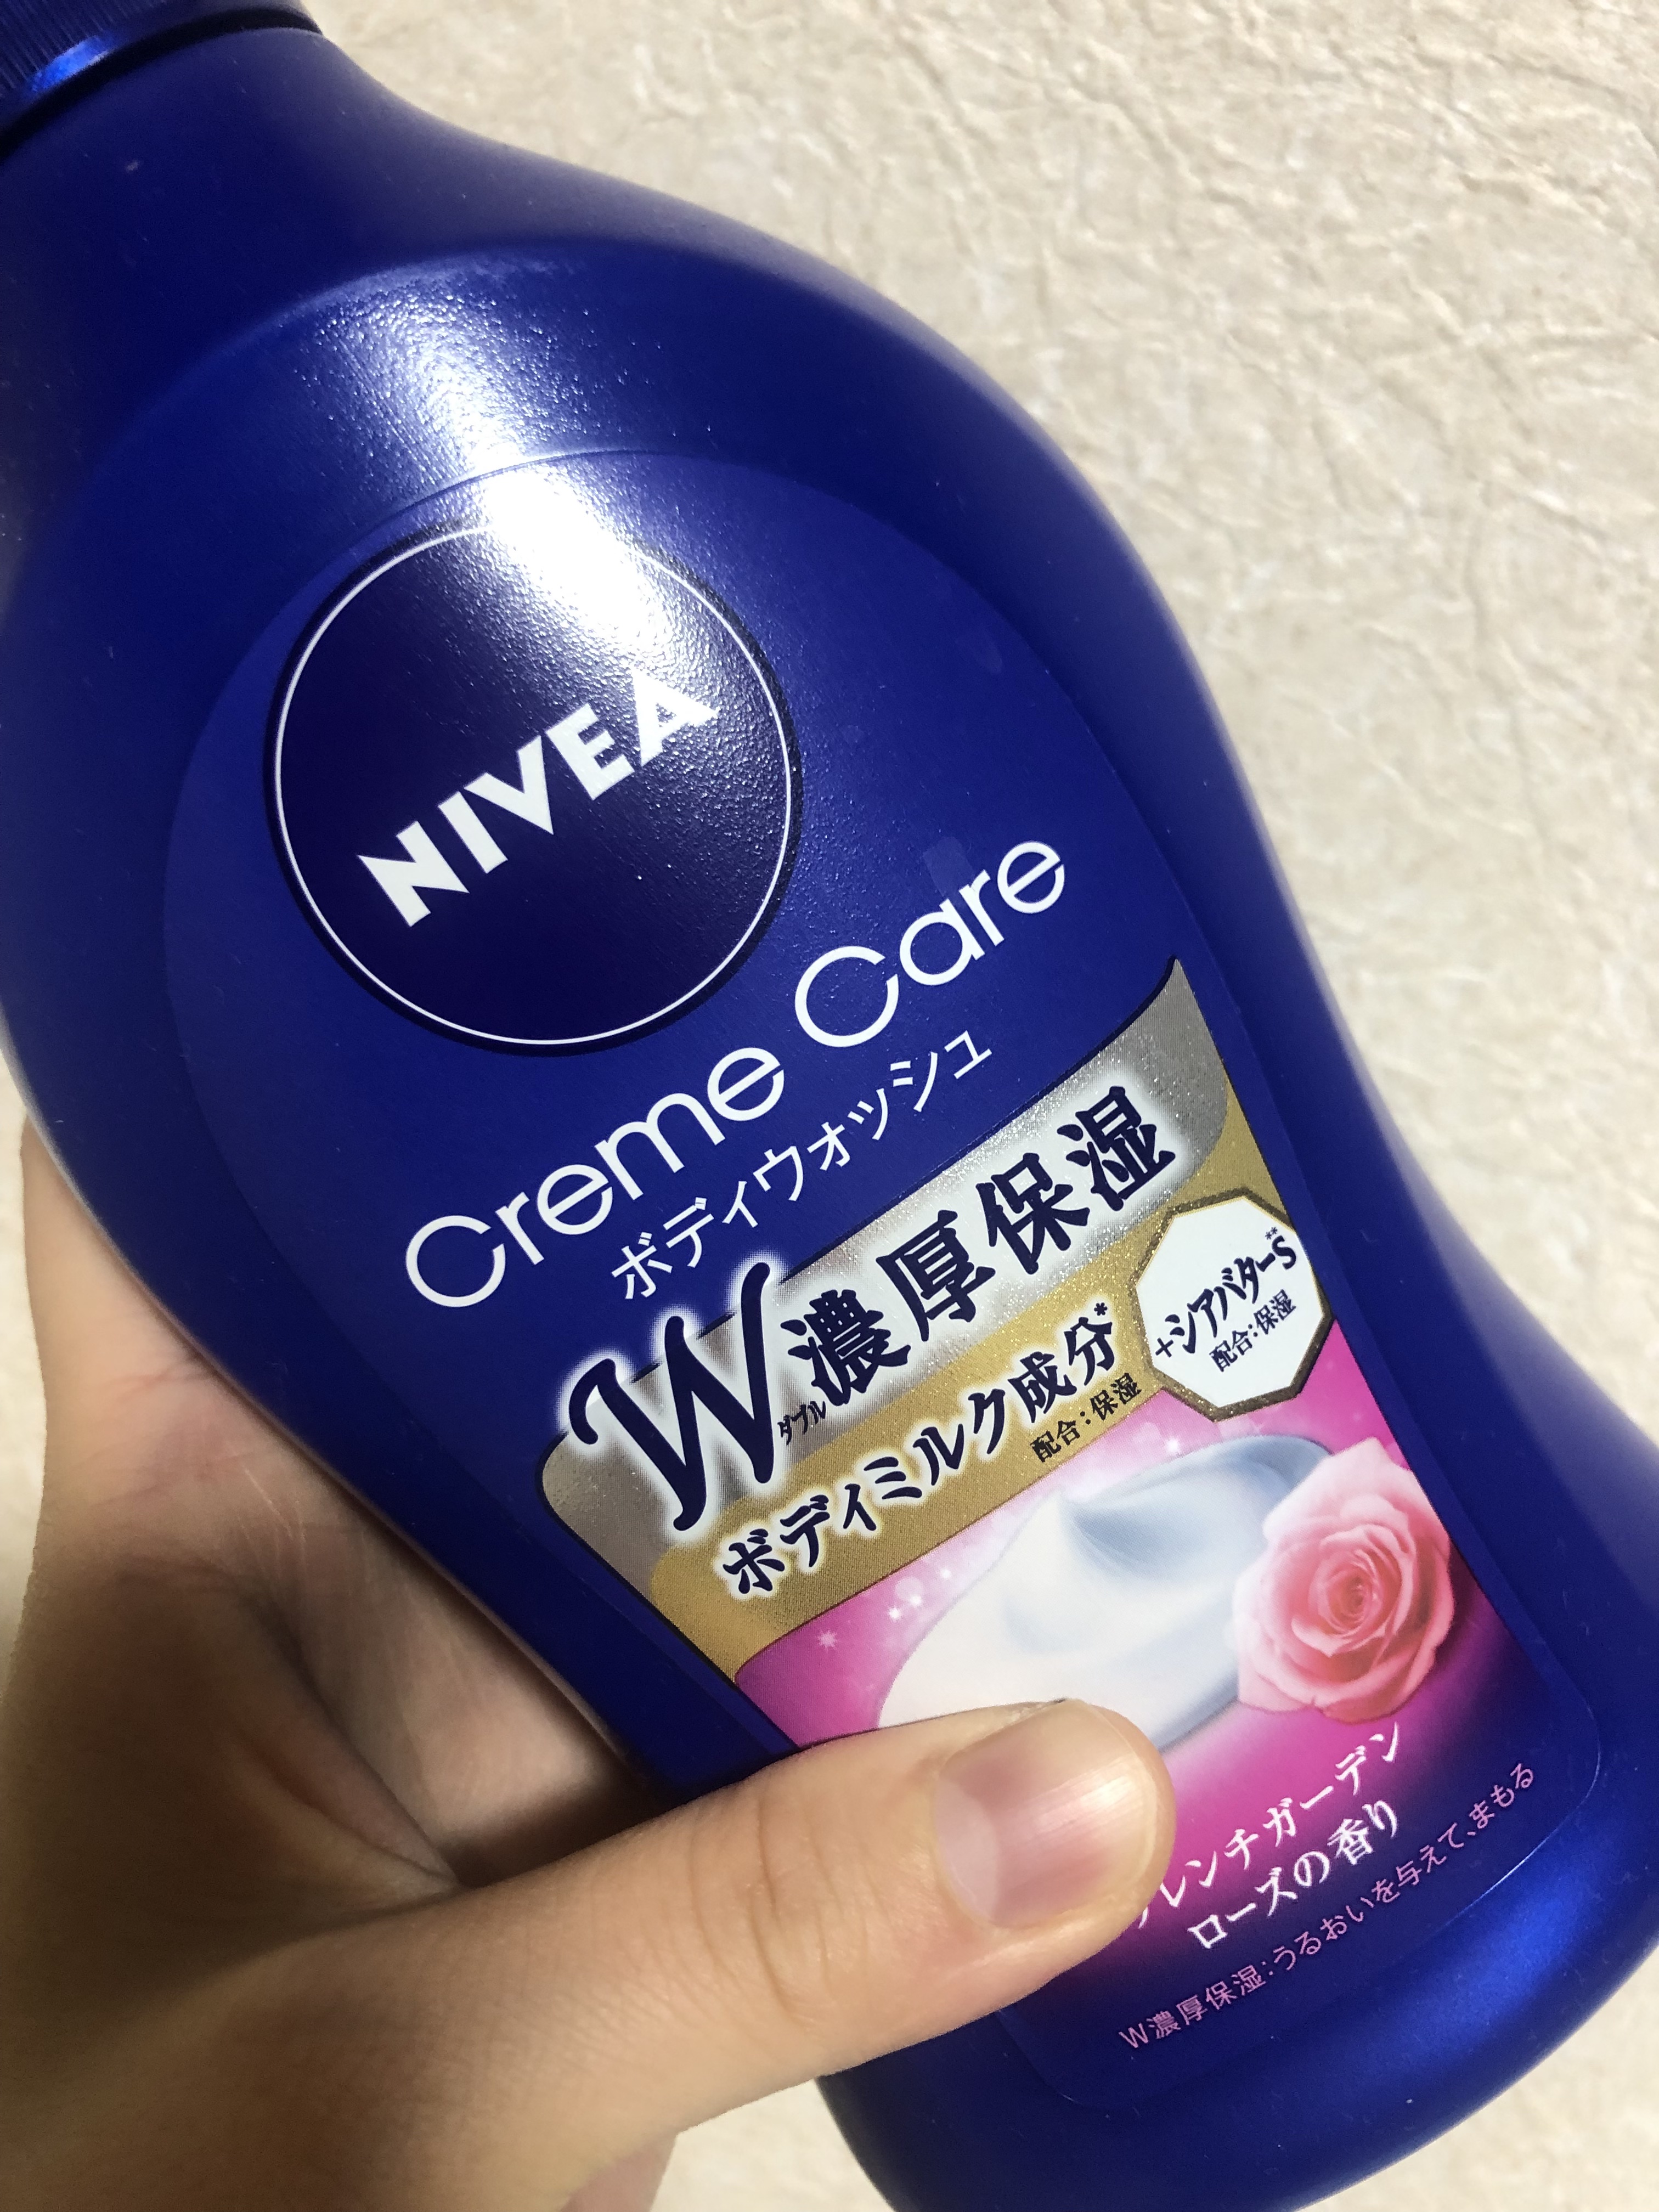 NIVEA
Creme Care
ボディウォッシュ
W濃厚保湿
ダブル
ボディミルク成分*
配合:保湿
+シアバターS**
配合:保湿
レンチガーデン
ローズの香り
W濃厚保湿:うるおいを与えて、まもる